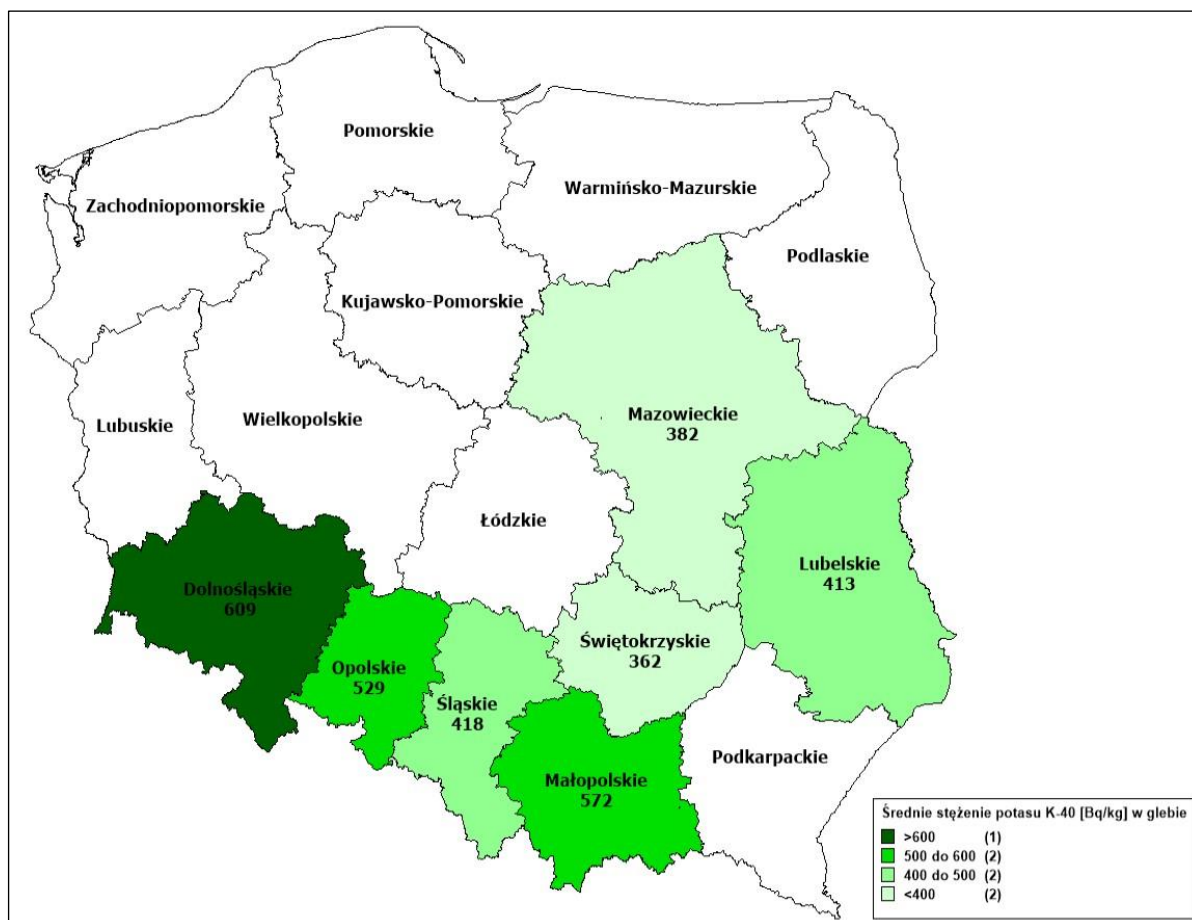 Pomorskie
Warmińsko-Mazurskie
Zachodniopomorskie
Podlaskie
Kujawsko-Pomorskie
Mazowieckie
382
Wielkopolskie
Lubuskie
Łódzkie
Lubelskie
413
Dolnośląskie
609
Świętokrzyskie
362
Opolskie
529
Śląskie
418
Podkarpackie
Małopolskie
572
Średnie stężenie potasu K-40 [Bq/kg] w glebie
>600 (1)
500 do 600 (2)
400 do 500 (2)
<400 (2)